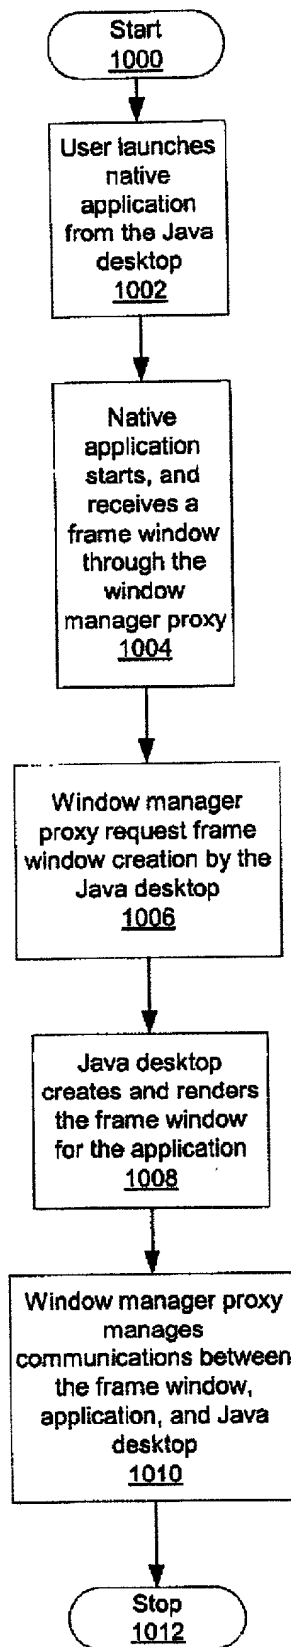 Start
1000
User launches
native
application
from the Java
desktop
1002
Native
application
starts, and
receives a
frame window
through the
window
manager proxy
1004
Window manager
proxy request frame
window creation by the
Java desktop
1006
Java desktop
creates and renders
the frame window
for the application
1008
Window manager proxy
manages
communications between
the frame window,
application, and Java
desktop
1010
Stop
1012